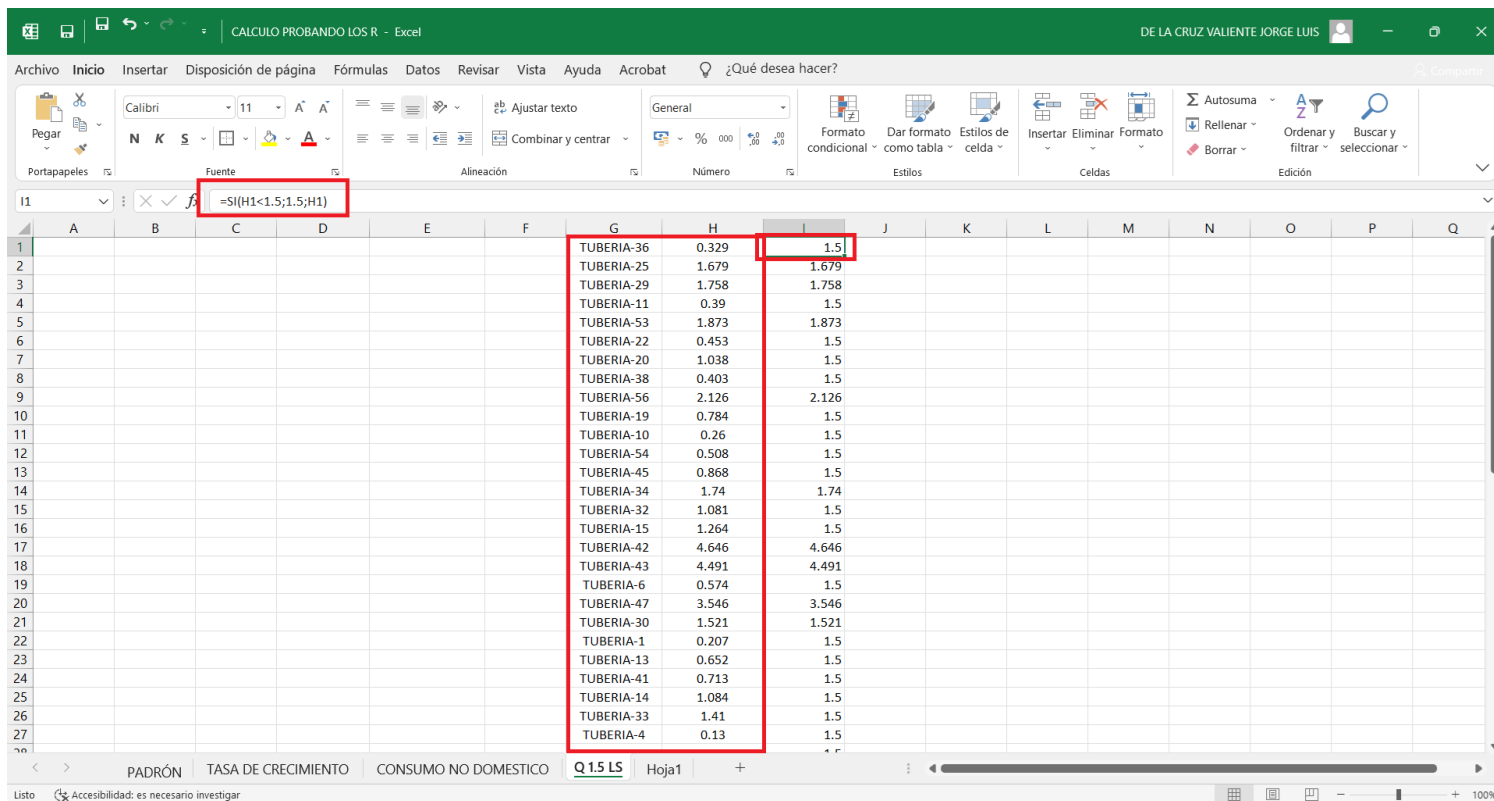 CALCULO PROBANDO LOS R - Excel
DE LA CRUZ VALIENTE JORGE LUIS
Archivo Inicio Insertar Disposición de página Fórmulas Datos Revisar Vista Ayuda Acrobat ¿Qué desea hacer?
Compartir
Pegar
Portapapeles
Calibri 11 A A
N K S A
Fuente
ab Ajustar texto
Combinar y centrar
Alineación
General
% 000
Número
Formato condicional
Dar formato como tabla
Estilos de celda
Estilos
Insertar Eliminar Formato
Celdas
Autosuma
Rellenar
Borrar
Ordenar y filtrar
Buscar y seleccionar
Edición
I1 fx =SI(H1<1.5;1.5;H1)
A B C D E F G H I J K L M N O P Q
1 TUBERIA-36 0.329 1.5
2 TUBERIA-25 1.679 1.679
3 TUBERIA-29 1.758 1.758
4 TUBERIA-11 0.39 1.5
5 TUBERIA-53 1.873 1.873
6 TUBERIA-22 0.453 1.5
7 TUBERIA-20 1.038 1.5
8 TUBERIA-38 0.403 1.5
9 TUBERIA-56 2.126 2.126
10 TUBERIA-19 0.784 1.5
11 TUBERIA-10 0.26 1.5
12 TUBERIA-54 0.508 1.5
13 TUBERIA-45 0.868 1.5
14 TUBERIA-34 1.74 1.74
15 TUBERIA-32 1.081 1.5
16 TUBERIA-15 1.264 1.5
17 TUBERIA-42 4.646 4.646
18 TUBERIA-43 4.491 4.491
19 TUBERIA-6 0.574 1.5
20 TUBERIA-47 3.546 3.546
21 TUBERIA-30 1.521 1.521
22 TUBERIA-1 0.207 1.5
23 TUBERIA-13 0.652 1.5
24 TUBERIA-41 0.713 1.5
25 TUBERIA-14 1.084 1.5
26 TUBERIA-33 1.41 1.5
27 TUBERIA-4 0.13 1.5
PADRÓN TASA DE CRECIMIENTO CONSUMO NO DOMESTICO Q 1.5 LS Hoja1 +
Listo Accesibilidad: es necesario investigar
100%